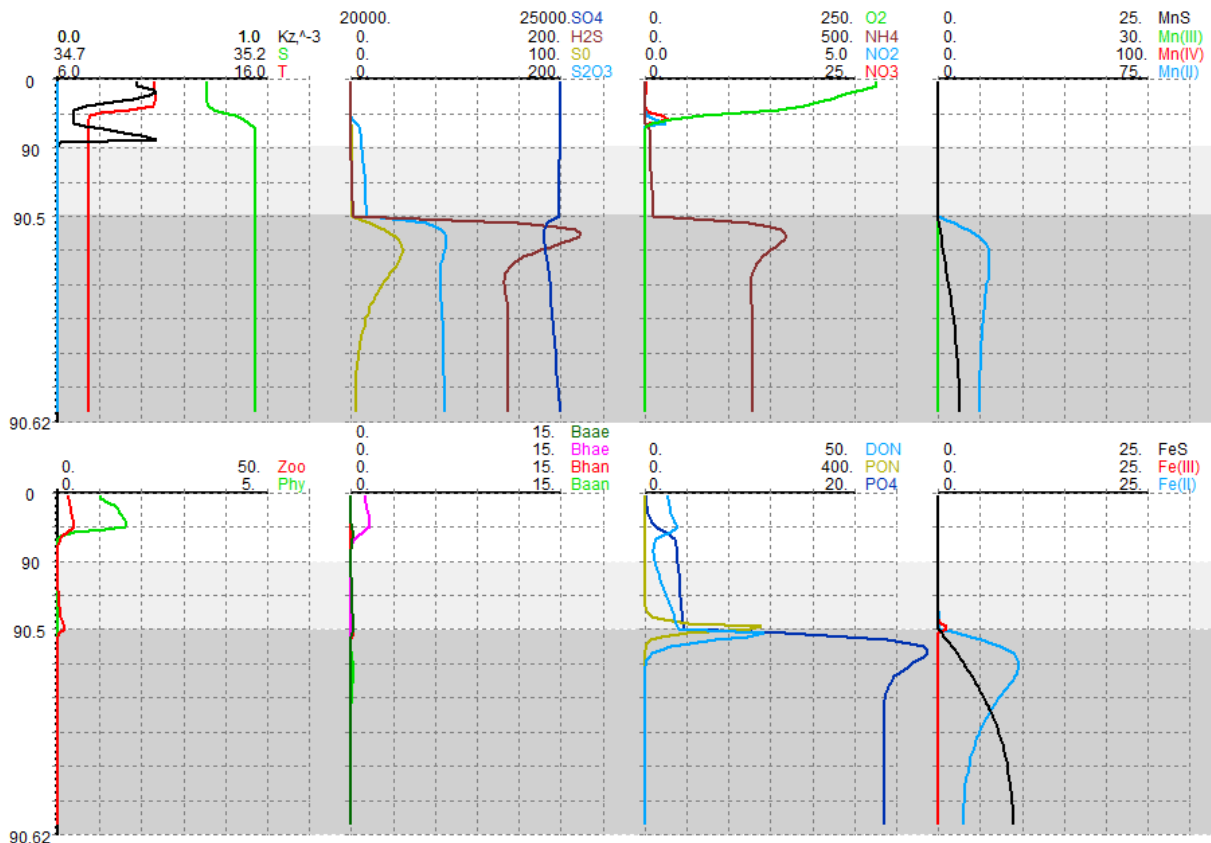 20000. 25000. SO4 0. 250. O2 0. 25. MnS
0.0 1.0 Kz,^-3 0. 200. H2S 0. 500. NH4 0. 30. Mn(III)
34.7 35.2 S 0. 100. S0 0.0 5.0 NO2 0. 100. Mn(IV)
6.0 16.0 T 0. 200. S2O3 0. 25. NO3 0. 75. Mn(II)
0
90
90.5
90.62
0. 15. Baae
0. 15. Bhae 0. 50. DON 0. 25. FeS
0. 50. Zoo 0. 15. Bhan 0. 400. PON 0. 25. Fe(III)
0. 5. Phy 0. 15. Baan 0. 20. PO4 0. 25. Fe(II)
0
90
90.5
90.62